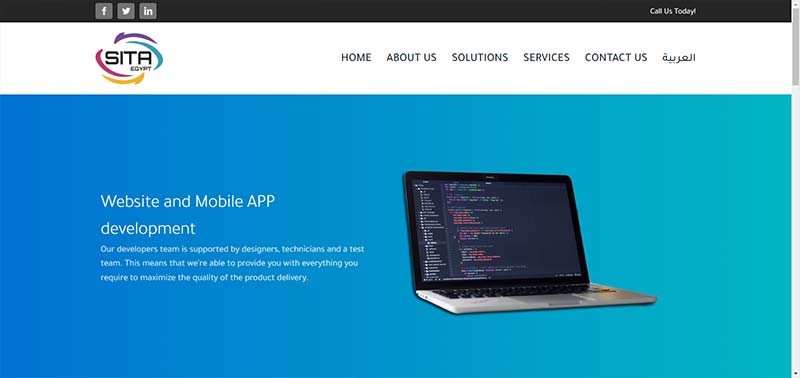 Call Us Today!
SITA
EGYPT
HOME ABOUT US SOLUTIONS SERVICES CONTACT US العربية
Website and Mobile APP
development
Our developers team is supported by designers, technicians and a test
team. This means that we're able to provide you with everything you
require to maximize the quality of the product delivery.